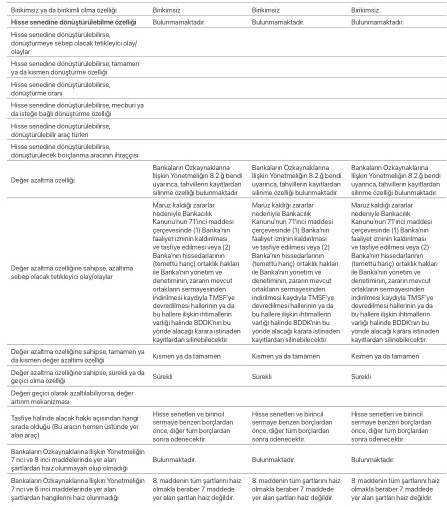 Birikimsiz ya da birikimli olma özelliği Birikimsiz Birikimsiz Birikimsiz
Hisse senedine dönüştürülebilme özelliği Bulunmamaktadır. Bulunmamaktadır. Bulunmamaktadır.
Hisse senedine dönüştürülebilirse,
dönüştürmeye sebep olacak tetikleyici olay/
olaylar
Hisse senedine dönüştürülebilirse, tamamen
ya da kısmen dönüştürme özelliği
Hisse senedine dönüştürülebilirse,
dönüştürme oranı
Hisse senedine dönüştürülebilirse, mecburi ya
da isteğe bağlı dönüştürme özelliği
Hisse senedine dönüştürülebilirse,
dönüştürülebilir araç türleri
Hisse senedine dönüştürülebilirse,
dönüştürülecek borçlanma aracının ihraççısı
Değer azaltma özelliği
Bankaların Özkaynaklarına Bankaların Özkaynaklarına Bankaların Özkaynaklarına
İlişkin Yönetmeliğin 8.2.ğ bendi İlişkin Yönetmeliğin 8.2.ğ bendi İlişkin Yönetmeliğin 8.2.ğ bendi
uyarınca, tahvillerin kayıtlardan uyarınca, tahvillerin kayıtlardan uyarınca, tahvillerin kayıtlardan
silinme özelliği bulunmaktadır. silinme özelliği bulunmaktadır. silinme özelliği bulunmaktadır.
Değer azaltma özelliğine sahipse, azaltıma
sebep olacak tetikleyici olay/olaylar
Maruz kaldığı zararlar Maruz kaldığı zararlar Maruz kaldığı zararlar
nedeniyle Bankacılık nedeniyle Bankacılık nedeniyle Bankacılık
Kanunu'nun 71'inci maddesi Kanunu'nun 71'inci maddesi Kanunu'nun 71'inci maddesi
çerçevesinde (1) Banka'nın çerçevesinde (1) Banka'nın çerçevesinde (1) Banka'nın
faaliyet izninin kaldırılması faaliyet izninin kaldırılması faaliyet izninin kaldırılması
ve tasfiye edilmesi veya (2) ve tasfiye edilmesi veya (2) ve tasfiye edilmesi veya (2)
Banka'nın hissedarlarının Banka'nın hissedarlarının Banka'nın hissedarlarının
(temettü hariç) ortaklık hakları (temettü hariç) ortaklık hakları (temettü hariç) ortaklık hakları
ile Banka'nın yönetim ve ile Banka'nın yönetim ve ile Banka'nın yönetim ve
denetiminin, zararın mevcut denetiminin, zararın mevcut denetiminin, zararın mevcut
ortakların sermayesinden ortakların sermayesinden ortakların sermayesinden
indirilmesi kaydıyla TMSF'ye indirilmesi kaydıyla TMSF'ye indirilmesi kaydıyla TMSF'ye
devredilmesi hallerinin ya da devredilmesi hallerinin ya da devredilmesi hallerinin ya da
bu hallere ilişkin ihtimallerin bu hallere ilişkin ihtimallerin bu hallere ilişkin ihtimallerin
varlığı halinde BDDK'nın bu varlığı halinde BDDK'nın bu varlığı halinde BDDK'nın bu
yönde alacağı karara istinaden yönde alacağı karara istinaden yönde alacağı karara istinaden
kayıtlardan silinebilecektir. kayıtlardan silinebilecektir. kayıtlardan silinebilecektir.
Değer azaltma özelliğine sahipse, tamamen ya
da kısmen değer azaltımı özelliği
Kısmen ya da tamamen Kısmen ya da tamamen Kısmen ya da tamamen
Değer azaltma özelliğine sahipse, sürekli ya da
geçici olma özelliği
Sürekli Sürekli Sürekli
Değeri geçici olarak azaltılabiliyorsa, değer
artırım mekanizması
Tasfiye halinde alacak hakkı açısından hangi
sırada olduğu (Bu aracın hemen üstünde yer
alan araç)
Hisse senetleri ve birincil Hisse senetleri ve birincil Hisse senetleri ve birincil
sermaye benzeri borçlardan sermaye benzeri borçlardan sermaye benzeri borçlardan
önce, diğer tüm borçlardan önce, diğer tüm borçlardan önce, diğer tüm borçlardan
sonra ödenecektir. sonra ödenecektir. sonra ödenecektir.
Bankaların Özkaynaklarına İlişkin Yönetmeliğin
7 nci ve 8 inci maddelerinde yer alan
şartlardan haiz olunmayan olup olmadığı
Bulunmaktadır. Bulunmaktadır. Bulunmaktadır.
Bankaların Özkaynaklarına İlişkin Yönetmeliğin
7 nci ve 8 inci maddelerinde yer alan
şartlardan hangilerini haiz olunmadığı
8. maddenin tüm şartlarını haiz 8. maddenin tüm şartlarını haiz 8. maddenin tüm şartlarını haiz
olmakla beraber 7. maddede olmakla beraber 7. maddede olmakla beraber 7. maddede
yer alan şartları haiz değildir. yer alan şartları haiz değildir. yer alan şartları haiz değildir.